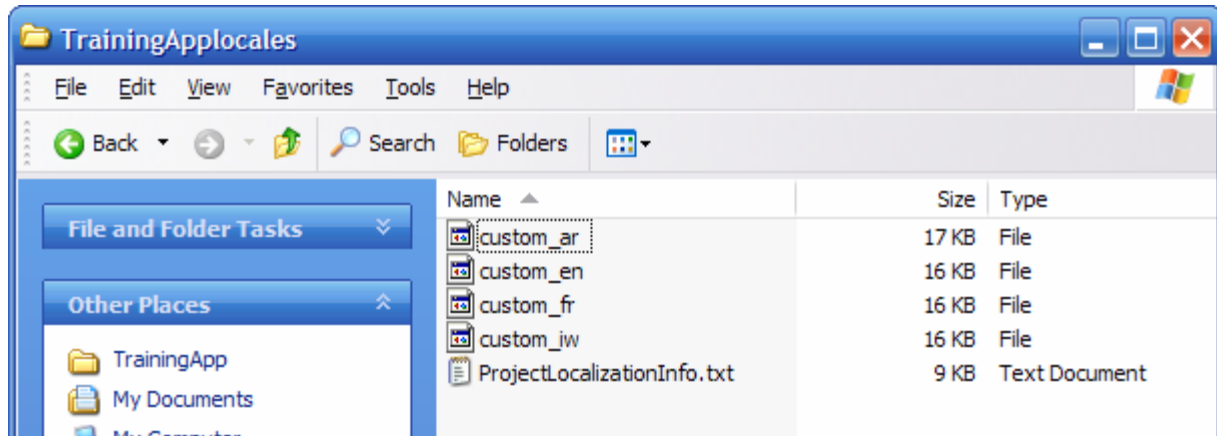 TrainingApplocales
File Edit View Favorites Tools Help
Back Search Folders
Name Size Type
File and Folder Tasks
custom_ar 17 KB File
custom_en 16 KB File
Other Places
custom_fr 16 KB File
custom_iw 16 KB File
TrainingApp
ProjectLocalizationInfo.txt 9 KB Text Document
My Documents
My Computer